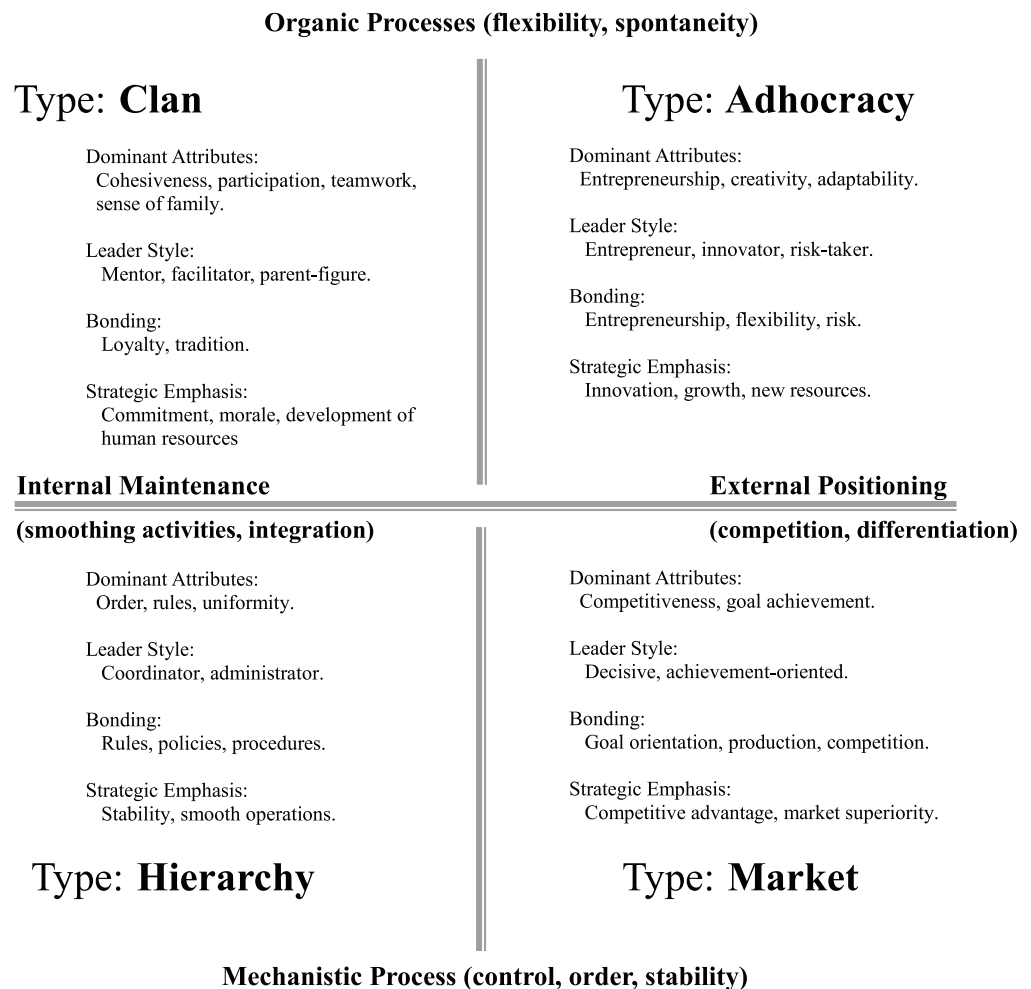 Organic Processes (flexibility, spontaneity)
Type: Clan
Dominant Attributes:
Cohesiveness, participation, teamwork,
sense of family.
Leader Style:
Mentor, facilitator, parent-figure.
Bonding:
Loyalty, tradition.
Strategic Emphasis:
Commitment, morale, development of
human resources
Type: Adhocracy
Dominant Attributes:
Entrepreneurship, creativity, adaptability.
Leader Style:
Entrepreneur, innovator, risk-taker.
Bonding:
Entrepreneurship, flexibility, risk.
Strategic Emphasis:
Innovation, growth, new resources.
Internal Maintenance
(smoothing activities, integration)
External Positioning
(competition, differentiation)
Dominant Attributes:
Order, rules, uniformity.
Leader Style:
Coordinator, administrator.
Bonding:
Rules, policies, procedures.
Strategic Emphasis:
Stability, smooth operations.
Type: Hierarchy
Dominant Attributes:
Competitiveness, goal achievement.
Leader Style:
Decisive, achievement-oriented.
Bonding:
Goal orientation, production, competition.
Strategic Emphasis:
Competitive advantage, market superiority.
Type: Market
Mechanistic Process (control, order, stability)